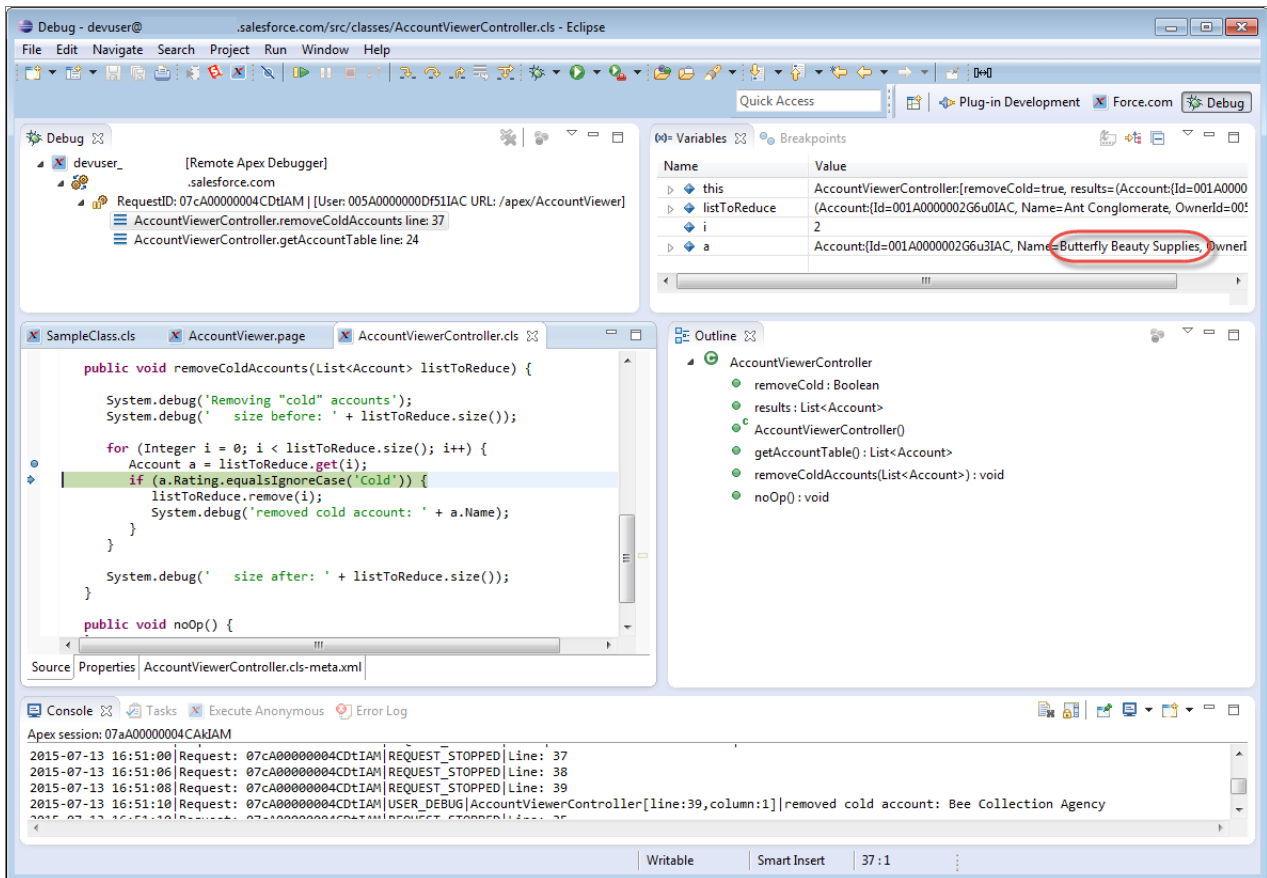 Debug - devuser@ .salesforce.com/src/classes/AccountViewerController.cls - Eclipse
File Edit Navigate Search Project Run Window Help
Quick Access
Plug-in Development Force.com Debug
Debug
devuser_ [Remote Apex Debugger]
.salesforce.com
RequestID: 07cA00000004CDtIAM | [User: 005A0000000Df51IAC URL: /apex/AccountViewer]
AccountViewerController.removeColdAccounts line: 37
AccountViewerController.getAccountTable line: 24
(x)= Variables Breakpoints
Name Value
this AccountViewerController:[removeCold=true, results=(Account:{Id=001A0000
listToReduce (Account:{Id=001A0000002G6u0IAC, Name=Ant Conglomerate, OwnerId=005
i 2
a Account:{Id=001A0000002G6u3IAC, Name=Butterfly Beauty Supplies, OwnerI
SampleClass.cls AccountViewer.page AccountViewerController.cls
public void removeColdAccounts(List<Account> listToReduce) {
System.debug('Removing "cold" accounts');
System.debug('   size before: ' + listToReduce.size());
for (Integer i = 0; i < listToReduce.size(); i++) {
Account a = listToReduce.get(i);
if (a.Rating.equalsIgnoreCase('Cold')) {
listToReduce.remove(i);
System.debug('removed cold account: ' + a.Name);
}
}
System.debug('   size after: ' + listToReduce.size());
}
public void noOp() {
Source Properties AccountViewerController.cls-meta.xml
Outline
AccountViewerController
removeCold : Boolean
results : List<Account>
AccountViewerController()
getAccountTable() : List<Account>
removeColdAccounts(List<Account>) : void
noOp() : void
Console Tasks Execute Anonymous Error Log
Apex session: 07aA00000004CAkIAM
2015-07-13 16:51:00|Request: 07cA00000004CDtIAM|REQUEST_STOPPED|Line: 37
2015-07-13 16:51:06|Request: 07cA00000004CDtIAM|REQUEST_STOPPED|Line: 38
2015-07-13 16:51:08|Request: 07cA00000004CDtIAM|REQUEST_STOPPED|Line: 39
2015-07-13 16:51:10|Request: 07cA00000004CDtIAM|USER_DEBUG|AccountViewerController[line:39,column:1]|removed cold account: Bee Collection Agency
Writable Smart Insert 37 : 1